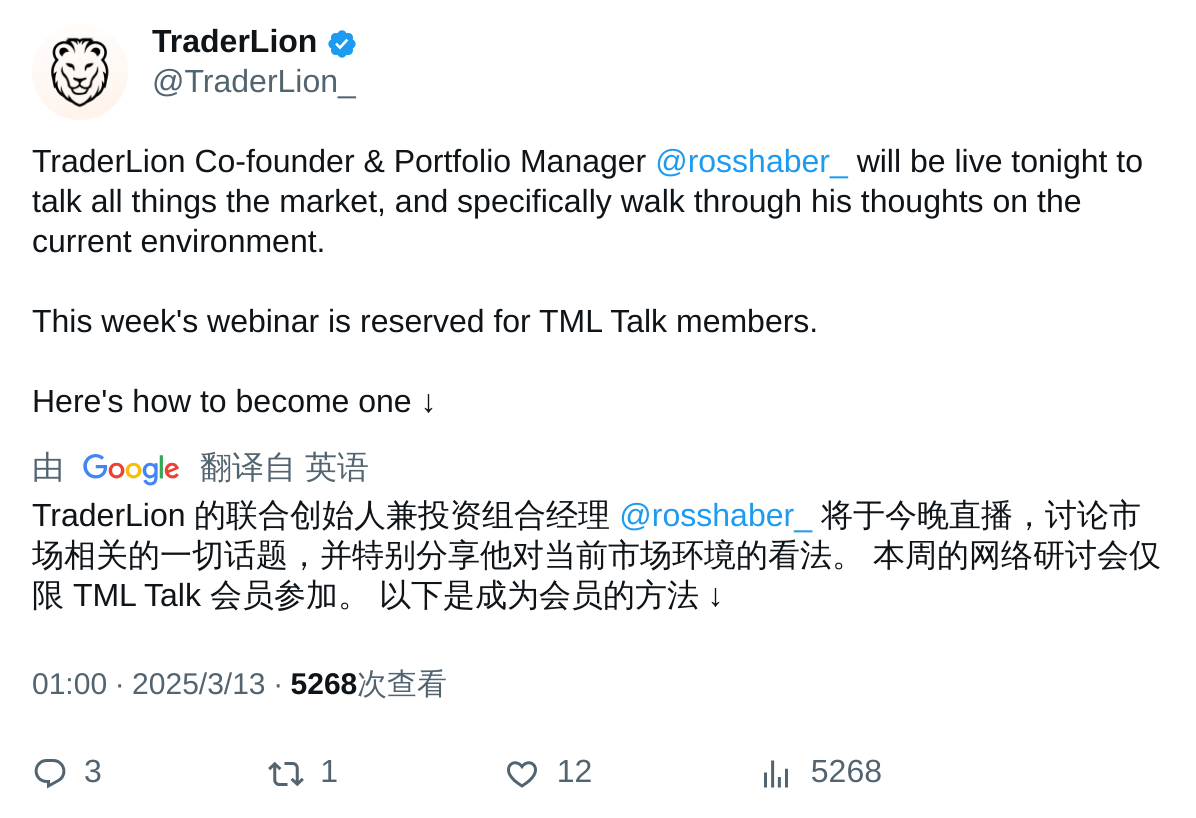 TraderLion
@TraderLion_
TraderLion Co-founder & Portfolio Manager @rosshaber_ will be live tonight to
talk all things the market, and specifically walk through his thoughts on the
current environment.
This week's webinar is reserved for TML Talk members.
Here's how to become one ↓
由 Google 翻译自 英语
TraderLion 的联合创始人兼投资组合经理 @rosshaber_ 将于今晚直播，讨论市
场相关的一切话题，并特别分享他对当前市场环境的看法。 本周的网络研讨会仅
限 TML Talk 会员参加。 以下是成为会员的方法 ↓
01:00 · 2025/3/13 · 5268次查看
3 1 12 5268